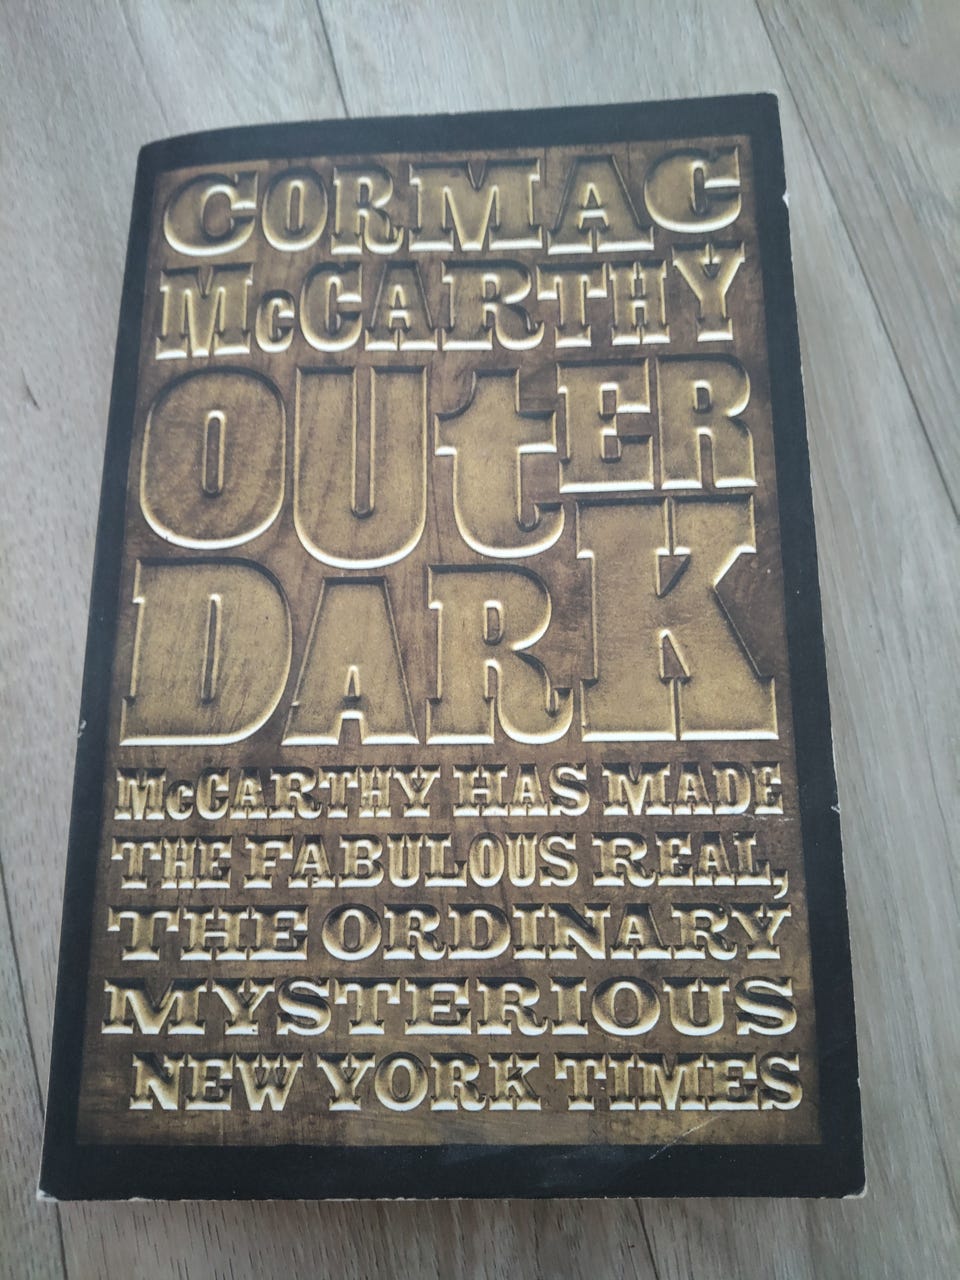 CORMAC
McCARTHY
OUtER
DARK
McCARTHY HAS MADE
THE FABULOUS REAL,
THE ORDINARY
MYSTERIOUS
NEW YORK TIMES